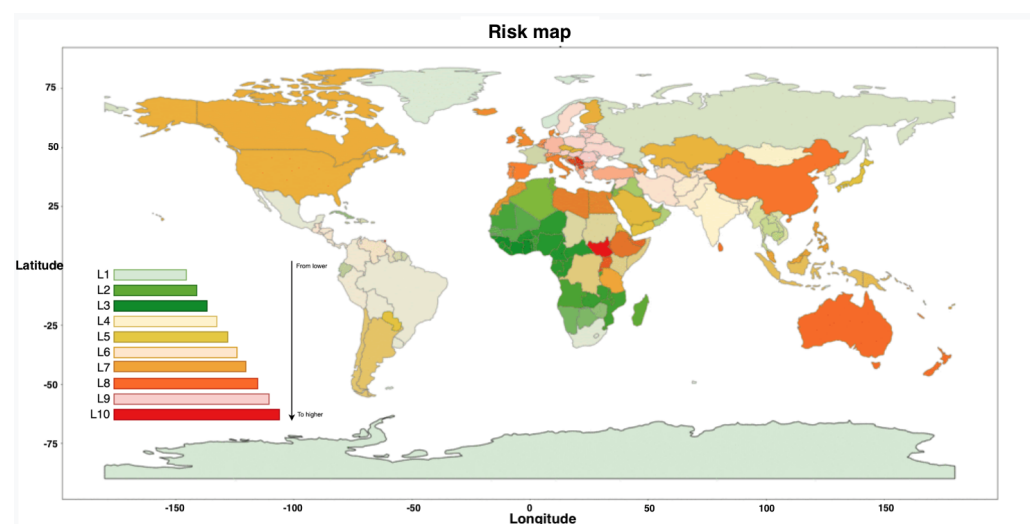 Risk map
75
50
25
Latitude
From lower
L1
L2
L3
L4
-25
L5
L6
L7
L8
-50
L9
To higher
L10
-75
-150
-100
-50
0
50
100
150
Longitude